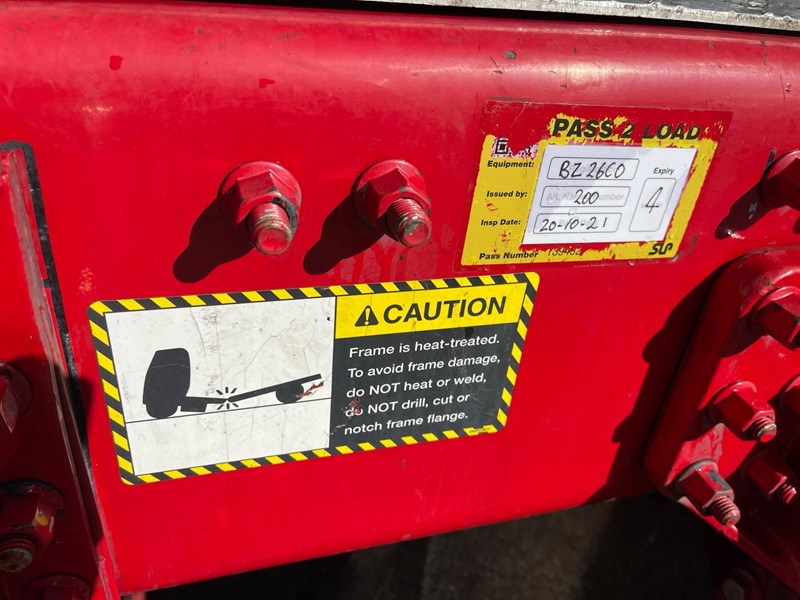 PASS 2 LOAD
Equipment: BZ 26CO
Expiry
4
Issued by: 200
Insp Date: 20-10-21
Pass Number 139452
SLP
CAUTION
Frame is heat-treated.
To avoid frame damage,
do NOT heat or weld,
do NOT drill, cut or
notch frame flange.